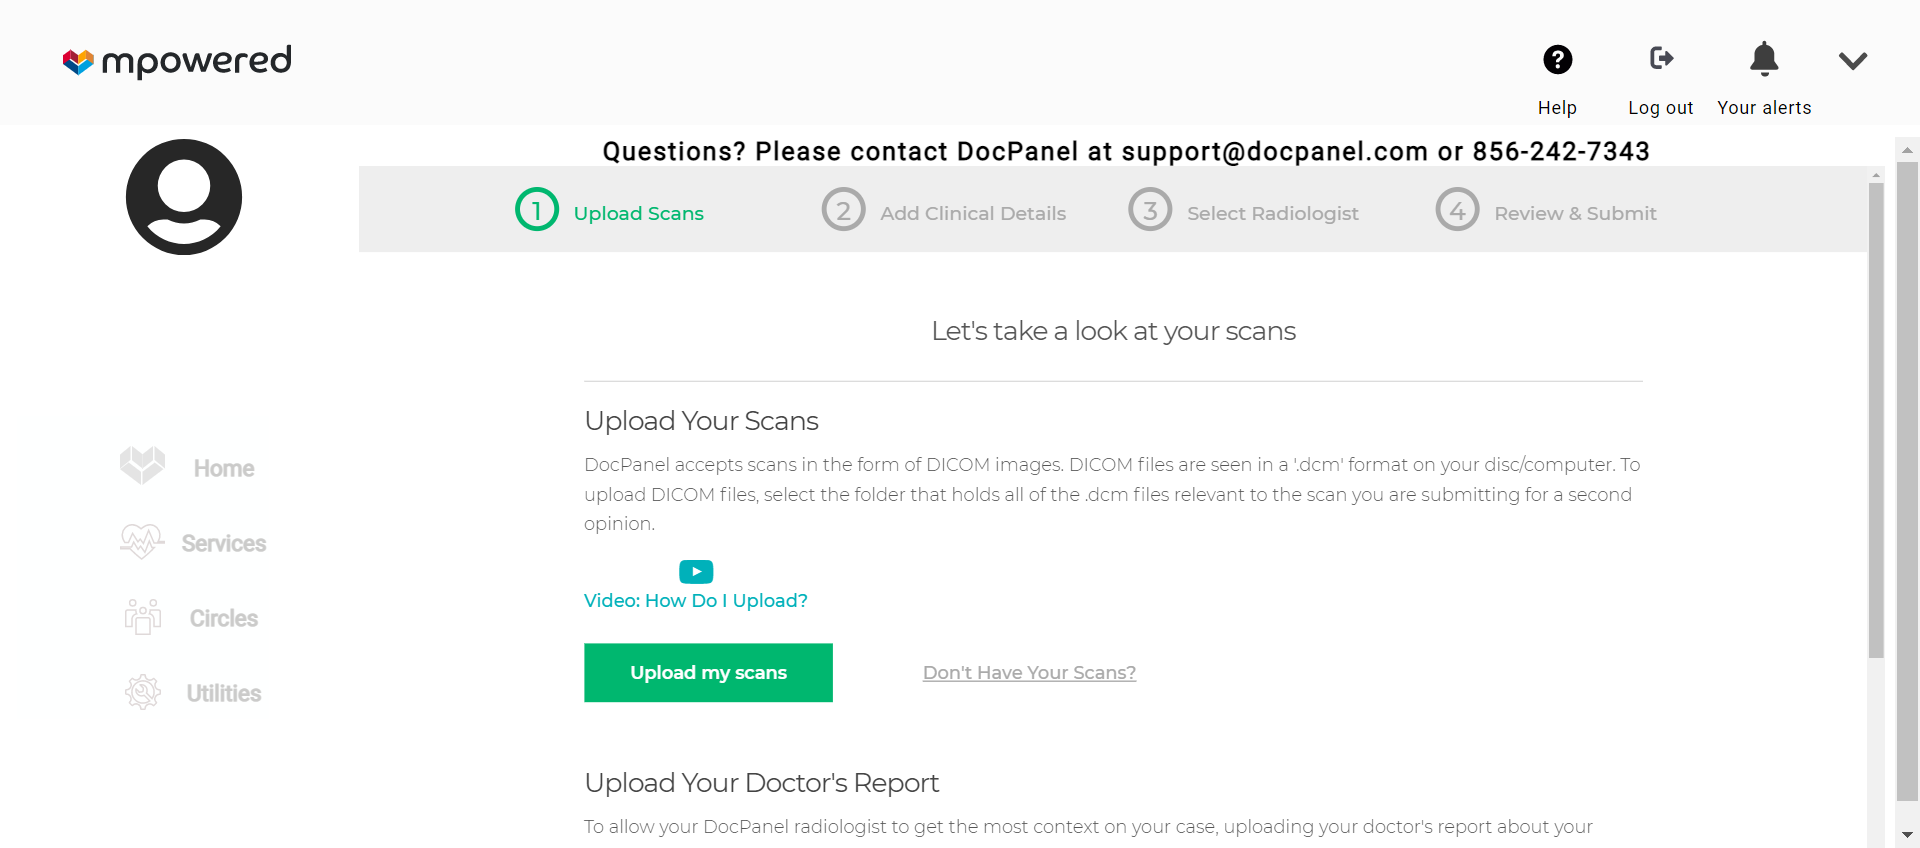 mpowered
?
Help
Log out
Your alerts
Questions? Please contact DocPanel at support@docpanel.com or 856-242-7343
1 Upload Scans
2 Add Clinical Details
3 Select Radiologist
4 Review & Submit
Let's take a look at your scans
Home
Services
Circles
Utilities
Upload Your Scans
DocPanel accepts scans in the form of DICOM images. DICOM files are seen in a '.dcm' format on your disc/computer. To
upload DICOM files, select the folder that holds all of the .dcm files relevant to the scan you are submitting for a second
opinion.
Video: How Do I Upload?
Upload my scans
Don't Have Your Scans?
Upload Your Doctor's Report
To allow your DocPanel radiologist to get the most context on your case, uploading your doctor's report about your